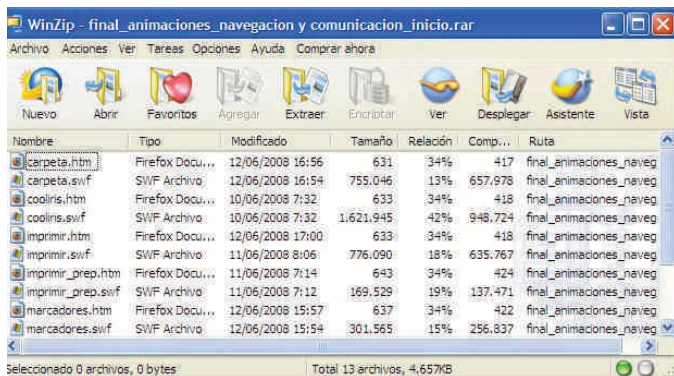 WinZip - final_animaciones_navegacion y comunicacion_inicio.rar
Archivo Acciones Ver Tareas Opciones Ayuda Comprar ahora
Nuevo Abrir Favoritos Agregar Extraer Encriptar Ver Desplegar Asistente Vista
Nombre Tipo Modificado Tamaño Relación Comp... Ruta
carpeta.htm Firefox Docu... 12/06/2008 16:56 631 34% 417 final_animaciones_naveg
carpeta.swf SWF Archivo 12/06/2008 16:54 755.046 13% 657.978 final_animaciones_naveg
cooliris.htm Firefox Docu... 10/06/2008 7:32 633 34% 418 final_animaciones_naveg
cooliris.swf SWF Archivo 10/06/2008 7:32 1.621.945 42% 948.724 final_animaciones_naveg
imprimir.htm Firefox Docu... 12/06/2008 17:00 633 34% 418 final_animaciones_naveg
imprimir.swf SWF Archivo 11/06/2008 8:06 776.090 18% 635.767 final_animaciones_naveg
imprimir_prep.htm Firefox Docu... 11/06/2008 7:14 643 34% 424 final_animaciones_naveg
imprimir_prep.swf SWF Archivo 11/06/2008 7:12 169.529 19% 137.471 final_animaciones_naveg
marcadores.htm Firefox Docu... 12/06/2008 15:57 637 34% 422 final_animaciones_naveg
marcadores.swf SWF Archivo 12/06/2008 15:54 301.565 15% 256.837 final_animaciones_naveg
Seleccionado 0 archivos, 0 bytes Total 13 archivos, 4.657KB